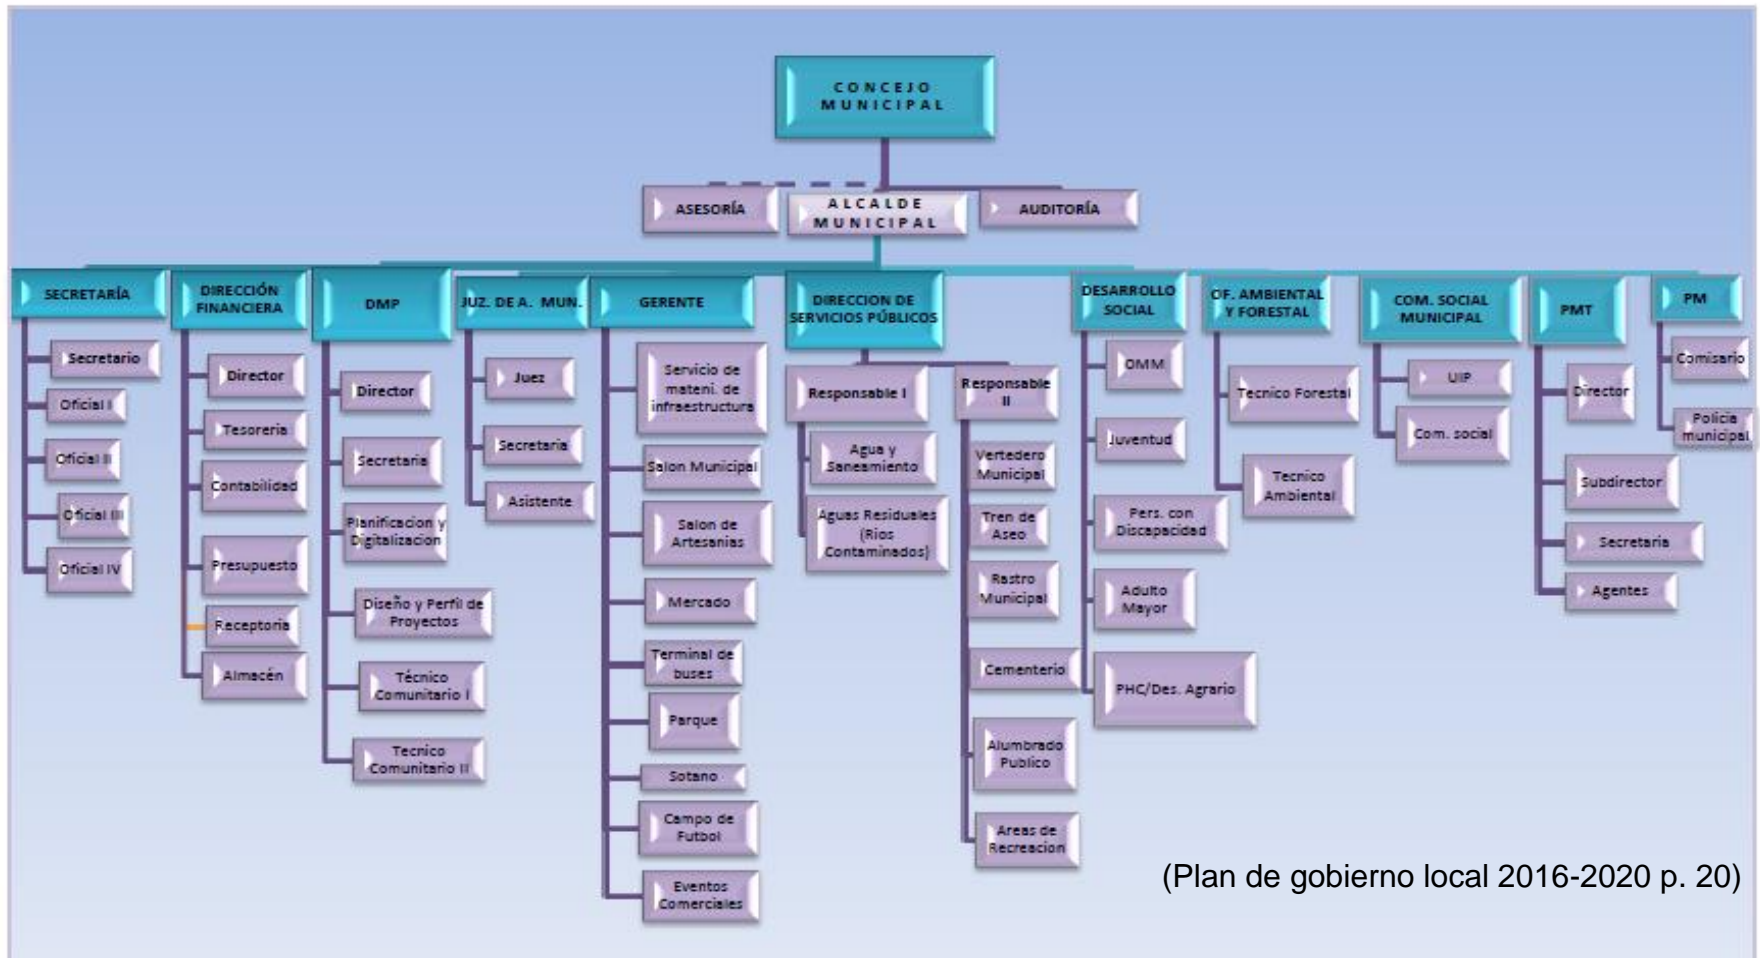 CONCEJO
MUNICIPAL
ASESORÍA
ALCALDE
MUNICIPAL
AUDITORÍA
SECRETARÍA
Secretario
Oficial I
Oficial II
Oficial III
Oficial IV
DIRECCIÓN
FINANCIERA
Director
Tesoreria
Contabilidad
Presupuesto
Receptoria
Almacén
DMP
Director
Secretaria
Planificacion y
Digitalizacion
Diseño y Perfil de
Proyectos
Técnico
Comunitario I
Tecnico
Comunitario II
JUZ. DE A. MUN.
Juez
Secretaria
Asistente
GERENTE
Servicio de
mateni. de
infraestructura
Salon Municipal
Salon de
Artesanias
Mercado
Terminal de
buses
Parque
Sotano
Campo de
Futbol
Eventos
Comerciales
DIRECCION DE
SERVICIOS PÚBLICOS
Responsable I
Agua y
Saneamiento
Aguas Residuales
(Rios
Contaminados)
Responsable
II
Vertedero
Municipal
Tren de
Aseo
Rastro
Municipal
Cementerio
Alumbrado
Publico
Areas de
Recreacion
DESARROLLO
SOCIAL
OMM
Juventud
Pers. con
Discapacidad
Adulto
Mayor
PHC/Des. Agrario
OF. AMBIENTAL
Y FORESTAL
Tecnico Forestal
Tecnico
Ambiental
COM. SOCIAL
MUNICIPAL
UIP
Com. social
PMT
Director
Subdirector
Secretaria
Agentes
PM
Comisario
Policia
municipal
(Plan de gobierno local 2016-2020 p. 20)